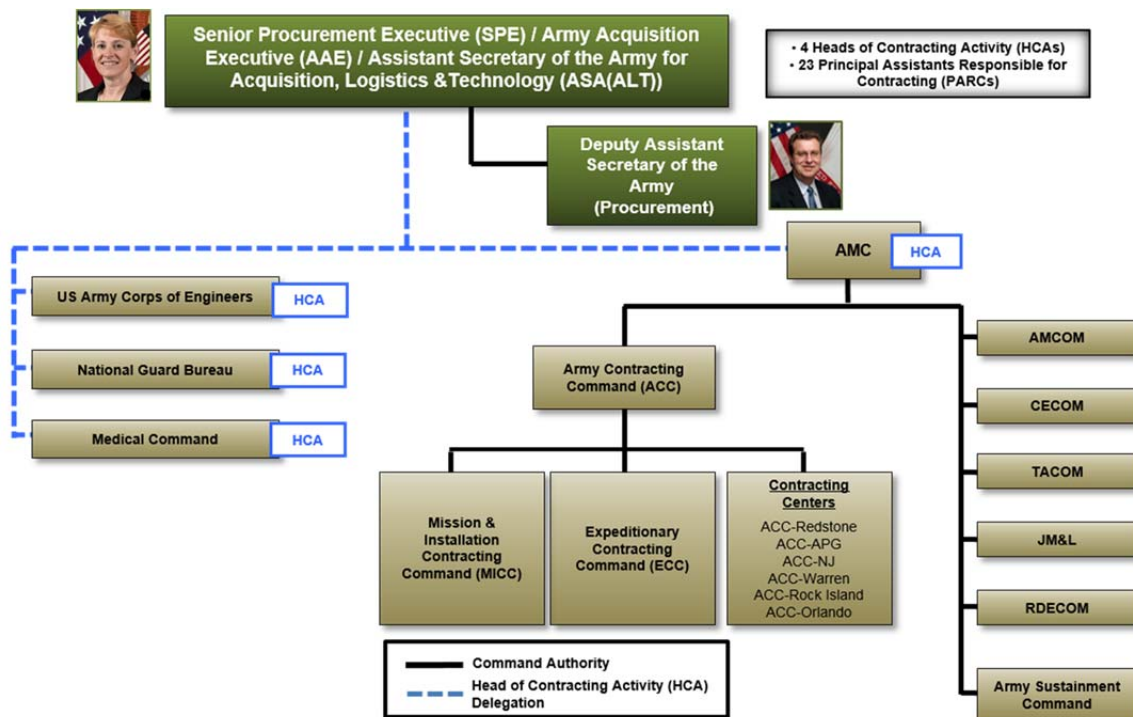 Senior Procurement Executive (SPE) / Army Acquisition
Executive (AAE) / Assistant Secretary of the Army for
Acquisition, Logistics &Technology (ASA(ALT))
• 4 Heads of Contracting Activity (HCAs)
• 23 Principal Assistants Responsible for
Contracting (PARCs)
Deputy Assistant
Secretary of the
Army
(Procurement)
AMC
HCA
US Army Corps of Engineers
HCA
National Guard Bureau
HCA
Medical Command
HCA
Army Contracting
Command (ACC)
Mission &
Installation
Contracting
Command (MICC)
Expeditionary
Contracting
Command (ECC)
Contracting
Centers
ACC-Redstone
ACC-APG
ACC-NJ
ACC-Warren
ACC-Rock Island
ACC-Orlando
AMCOM
CECOM
TACOM
JM&L
RDECOM
Army Sustainment
Command
Command Authority
Head of Contracting Activity (HCA)
Delegation